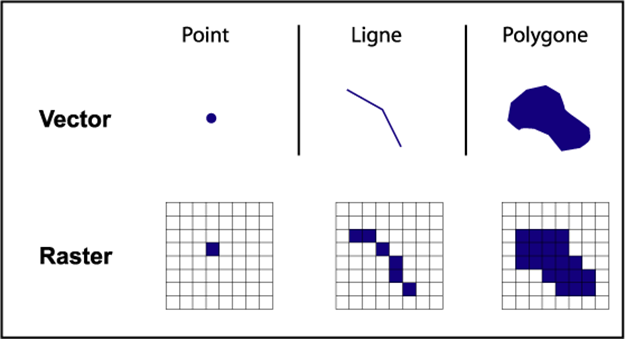 Point Ligne Polygone
Vector
Raster